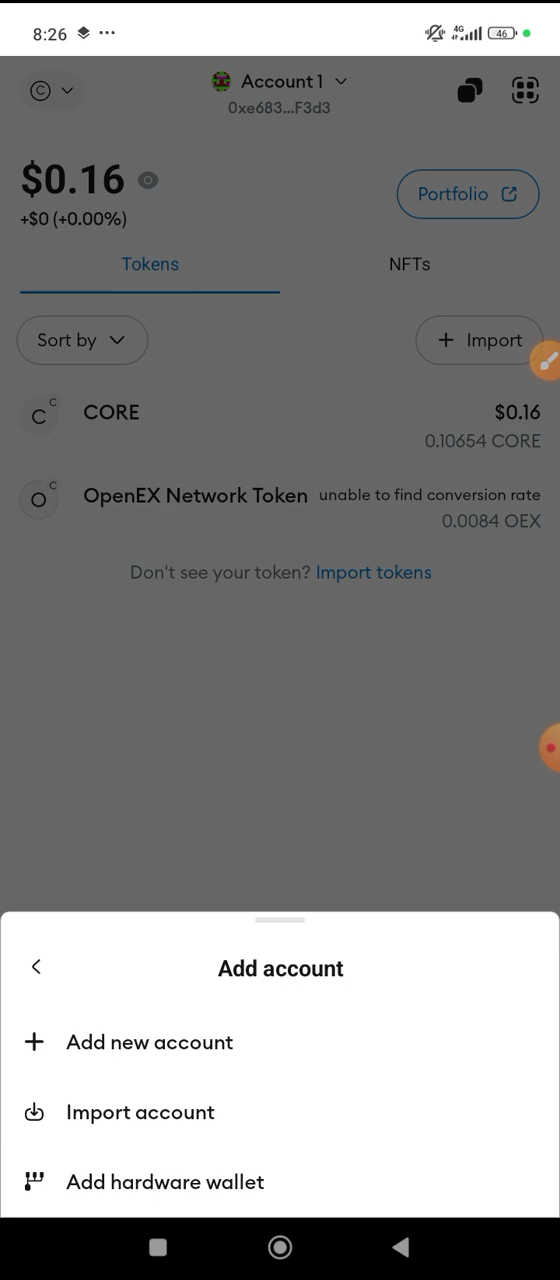 8:26
4G
46
Account 1
0xe683...F3d3
$0.16
+$0 (+0.00%)
Portfolio
Tokens
NFTs
Sort by
Import
C
C
CORE
$0.16
0.10654 CORE
O
C
OpenEX Network Token
unable to find conversion rate
0.0084 OEX
Don't see your token? Import tokens
Add account
Add new account
Import account
Add hardware wallet